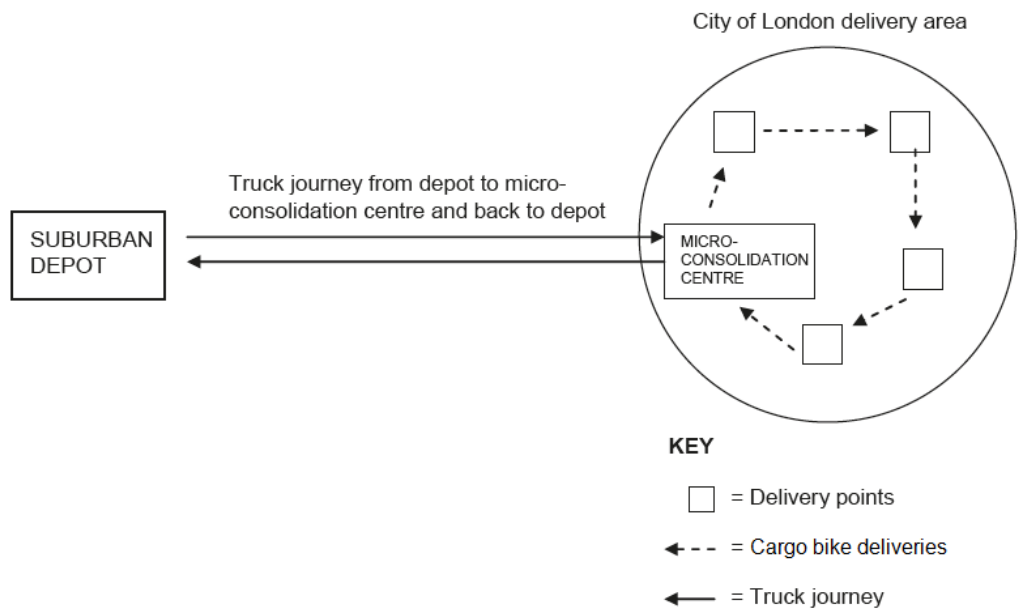 City of London delivery area
Truck journey from depot to micro-
consolidation centre and back to depot
SUBURBAN
DEPOT
MICRO-
CONSOLIDATION
CENTRE
KEY
= Delivery points
= Cargo bike deliveries
= Truck journey